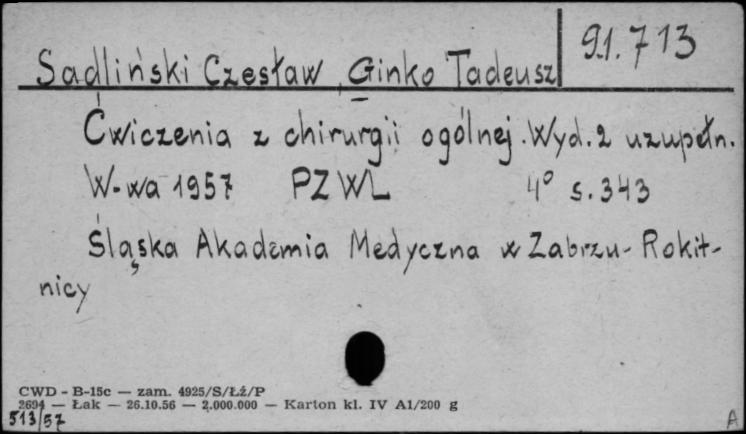 Sadliński Czesław, Ginko Tadeusz
91.713
Ćwiczenia z chirurgii ogólnej. Wyd. 2 uzupełn.
W-wa 1957 PZWL 4° s. 343
Śląska Akademia Medyczna w Zabrzu-Rokit-
nicy
CWD - B-15c — zam. 4925/S/Łż/P
2694 — Łak — 26.10.56 — 2.000.000 — Karton kl. IV A1/200 g
513/57
A